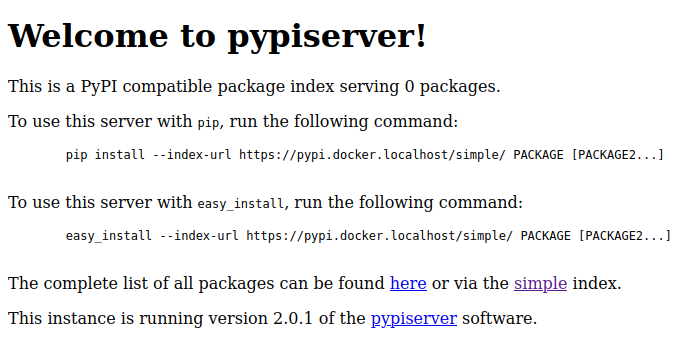 Welcome to pypiserver!
This is a PyPI compatible package index serving 0 packages.
To use this server with pip, run the following command:
pip install --index-url https://pypi.docker.localhost/simple/ PACKAGE [PACKAGE2...]
To use this server with easy_install, run the following command:
easy_install --index-url https://pypi.docker.localhost/simple/ PACKAGE [PACKAGE2...]
The complete list of all packages can be found here or via the simple index.
This instance is running version 2.0.1 of the pypiserver software.